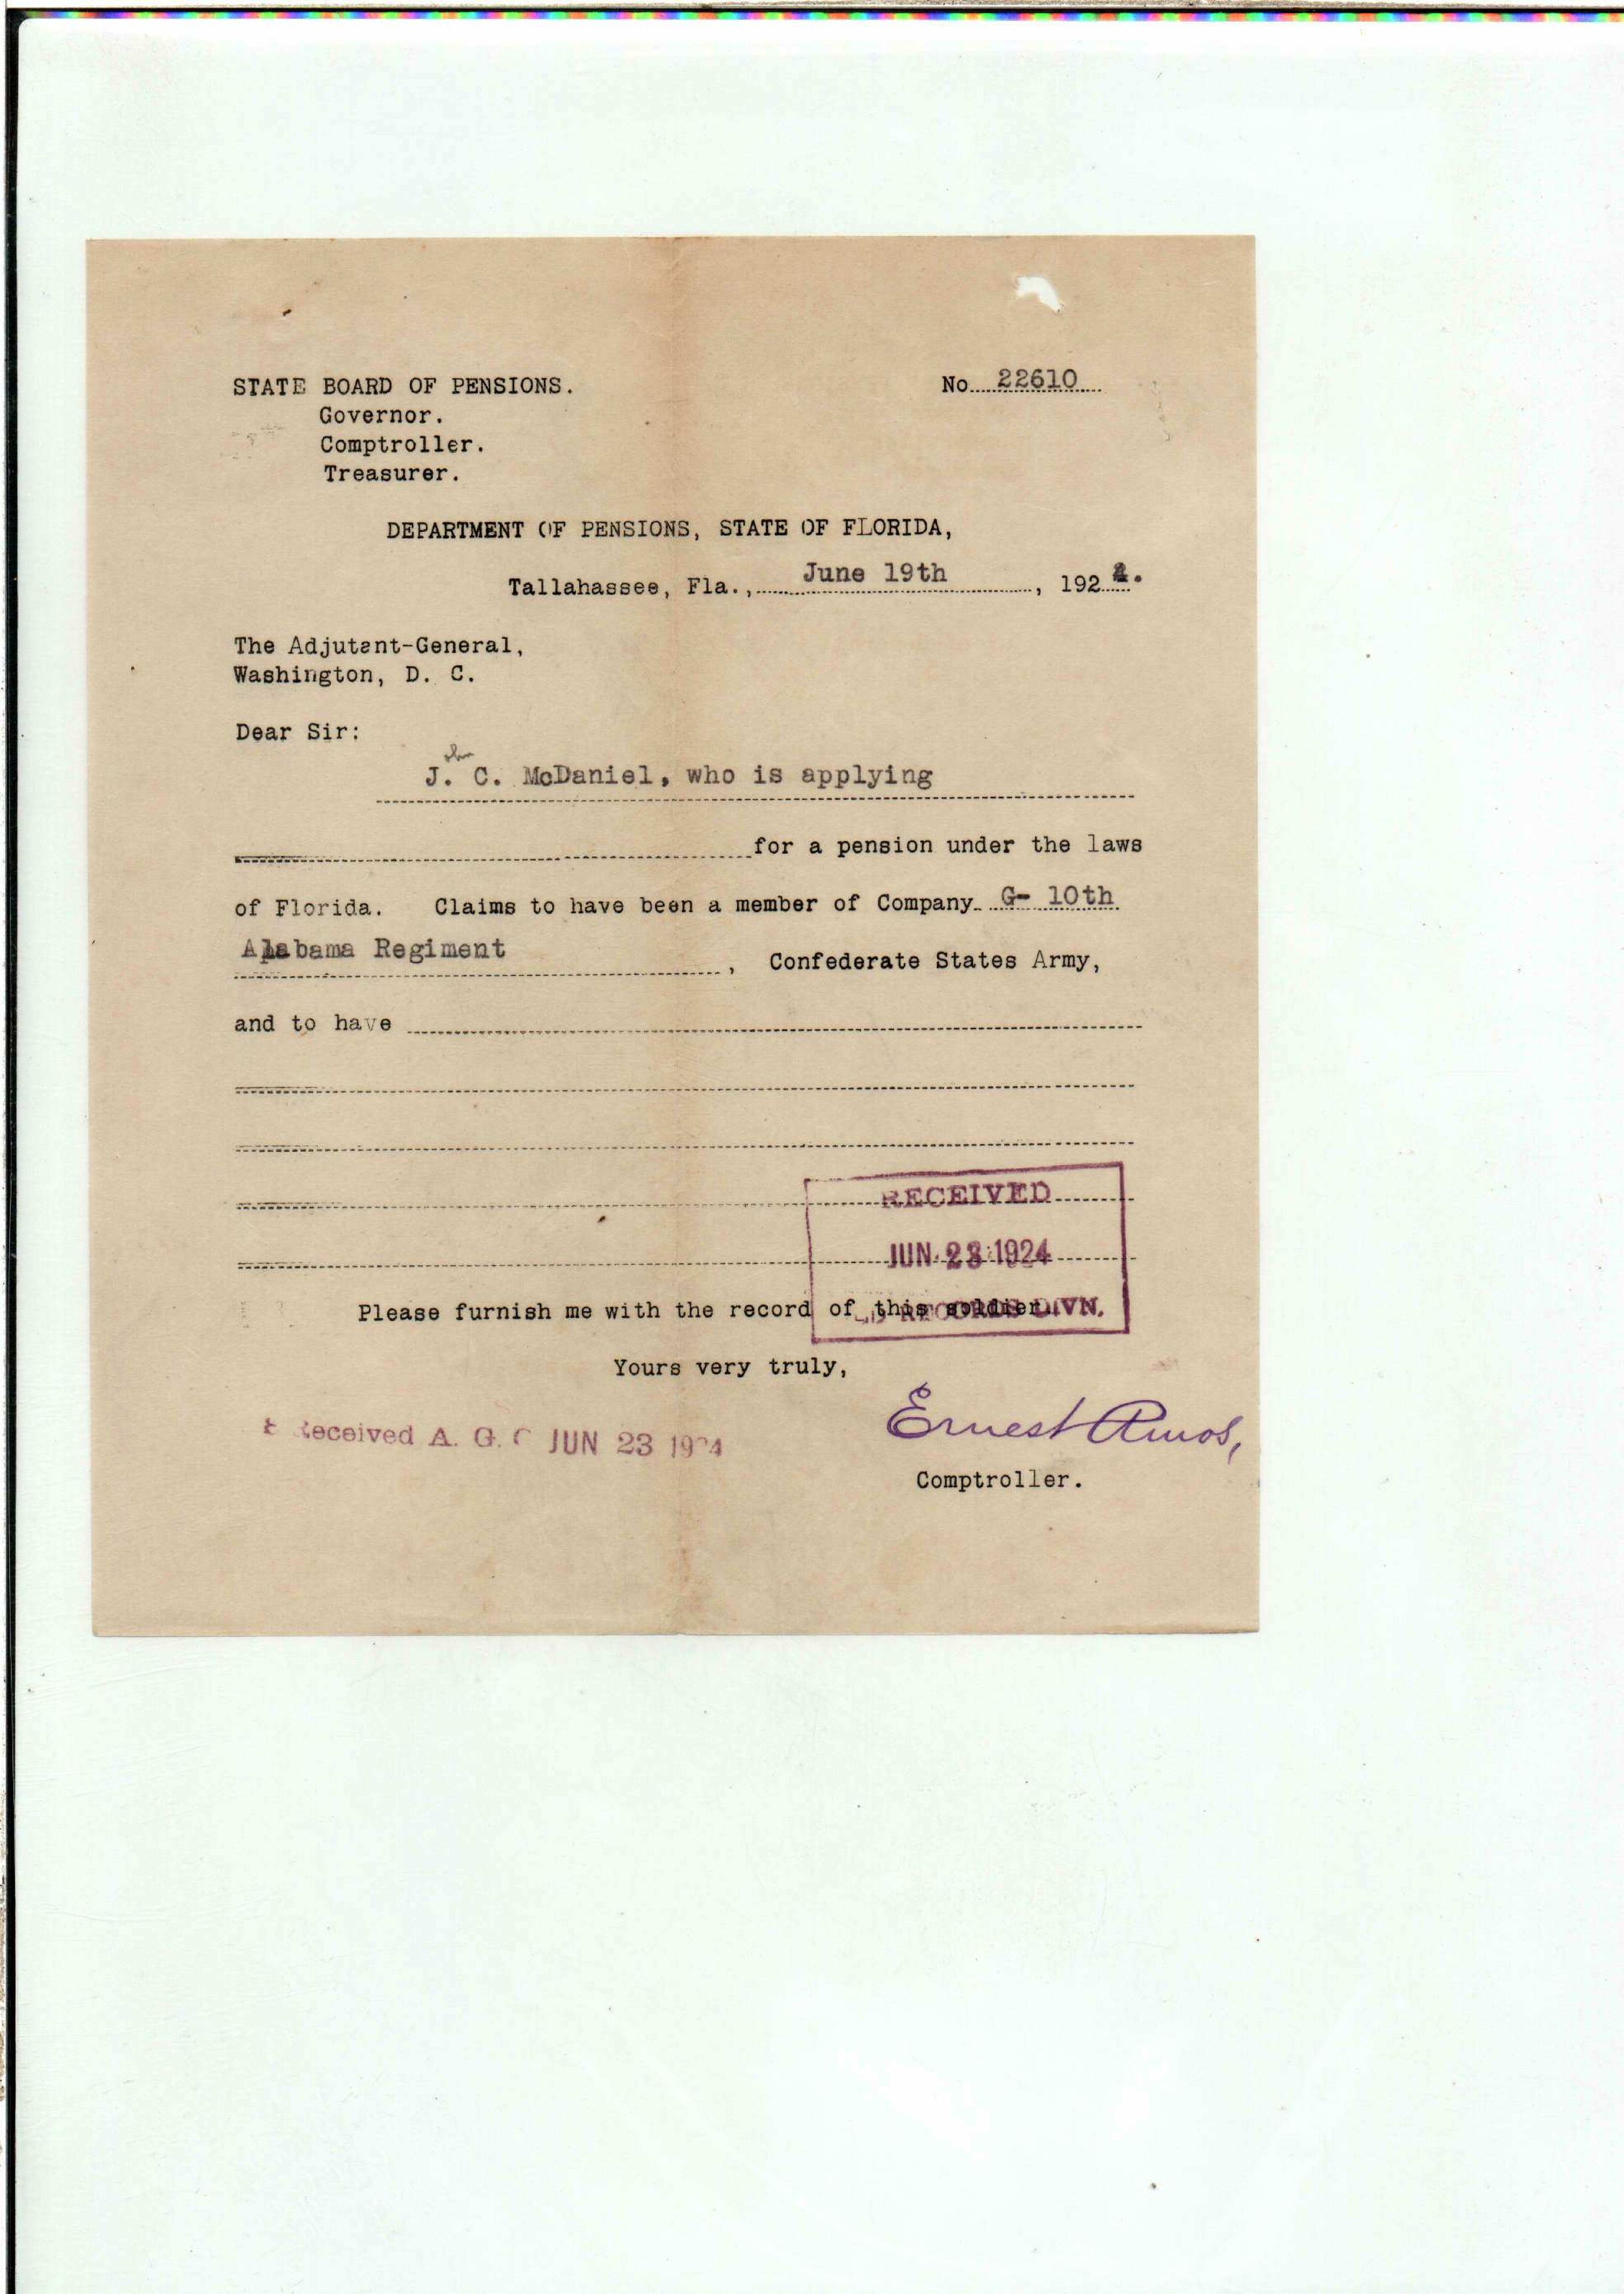 STATE BOARD OF PENSIONS.
No 22610
Governor.
Comptroller.
Treasurer.
DEPARTMENT OF PENSIONS, STATE OF FLORIDA,
Tallahassee, Fla., June 19th, 1924.
The Adjutant-General,
Washington, D. C.
Dear Sir:
ohn
J. C. McDaniel, who is applying
for a pension under the laws
of Florida. Claims to have been a member of Company G- 10th
Alabama Regiment, Confederate States Army,
and to have
RECEIVED
JUN 23 1924
RECORDS DIVN.
Please furnish me with the record of this soldier.
Yours very truly,
Received A. G. O JUN 23 1924
Ernest Amos,
Comptroller.